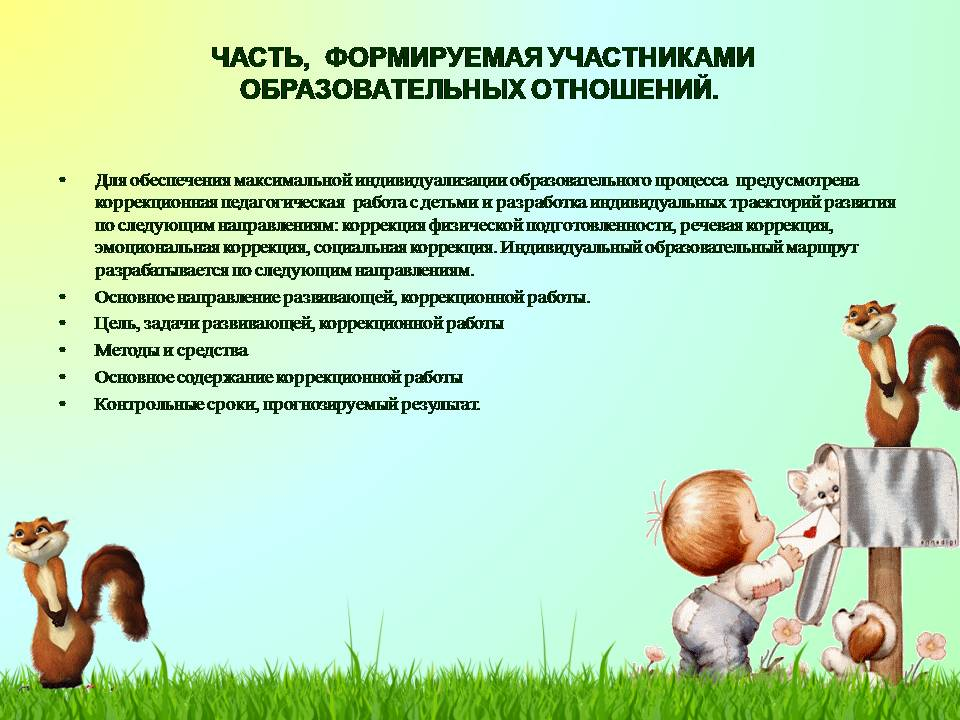 ЧАСТЬ, ФОРМИРУЕМАЯ УЧАСТНИКАМИ
ОБРАЗОВАТЕЛЬНЫХ ОТНОШЕНИЙ.
• Для обеспечения максимальной индивидуализации образовательного процесса предусмотрена
коррекционная педагогическая работа с детьми и разработка индивидуальных траекторий развития
по следующим направлениям: коррекция физической подготовленности, речевая коррекция,
эмоциональная коррекция, социальная коррекция. Индивидуальный образовательный маршрут
разрабатывается по следующим направлениям.
• Основное направление развивающей, коррекционной работы.
• Цель, задачи развивающей, коррекционной работы
• Методы и средства
• Основное содержание коррекционной работы
• Контрольные сроки, прогнозируемый результат.